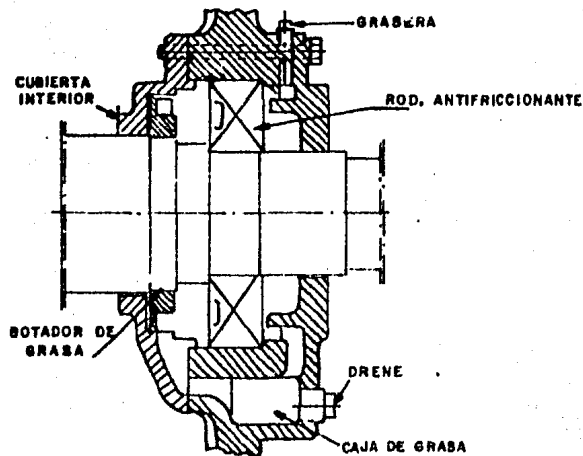 GRASERA
CUBIERTA
INTERIOR
ROD. ANTIFRICCIONANTE
BOTADOR DE
GRASA
DRENE
CAJA DE GRASA